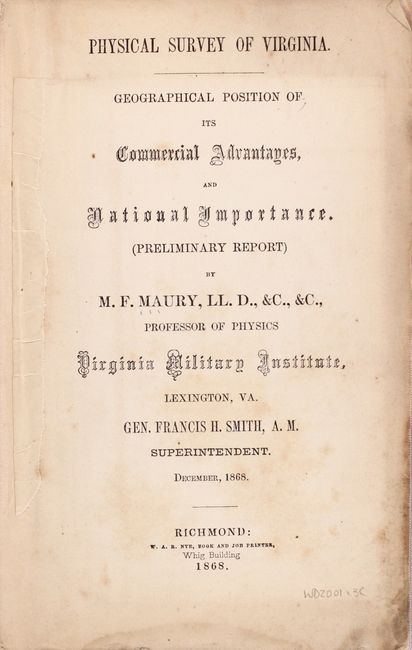 PHYSICAL SURVEY OF VIRGINIA.
GEOGRAPHICAL POSITION OF
ITS
Commercial Advantages,
AND
National Importance.
(PRELIMINARY REPORT)
BY
M. F. MAURY, LL. D., &C., &C.,
PROFESSOR OF PHYSICS
Virginia Military Institute,
LEXINGTON, VA.
GEN. FRANCIS H. SMITH, A. M.
SUPERINTENDENT.
DECEMBER, 1868.
RICHMOND:
W. A. R. NYE, BOOK AND JOB PRINTER,
Whig Building
1868.
WD2001.3C